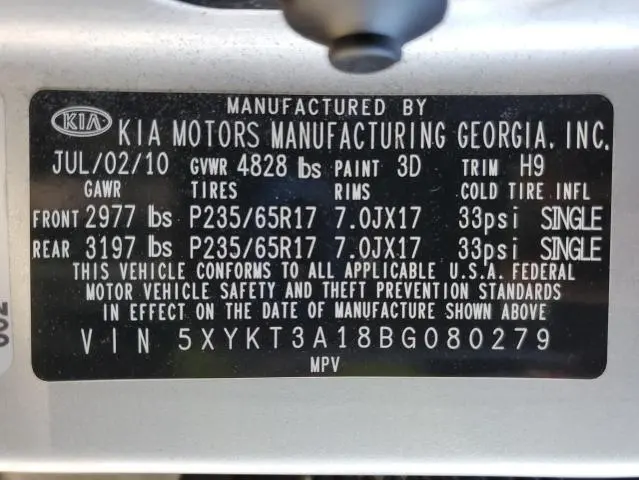 MANUFACTURED BY
KIA KIA MOTORS MANUFACTURING GEORGIA, INC.
JUL/02/10 GVWR 4828 lbs PAINT 3D TRIM H9
GAWR TIRES RIMS COLD TIRE INFL
FRONT 2977 lbs P235/65R17 7.0JX17 33psi SINGLE
REAR 3197 lbs P235/65R17 7.0JX17 33psi SINGLE
THIS VEHICLE CONFORMS TO ALL APPLICABLE U.S.A. FEDERAL
MOTOR VEHICLE SAFETY AND THEFT PREVENTION STANDARDS
IN EFFECT ON THE DATE OF MANUFACTURE SHOWN ABOVE
VIN 5XYKT3A18BG080279
MPV